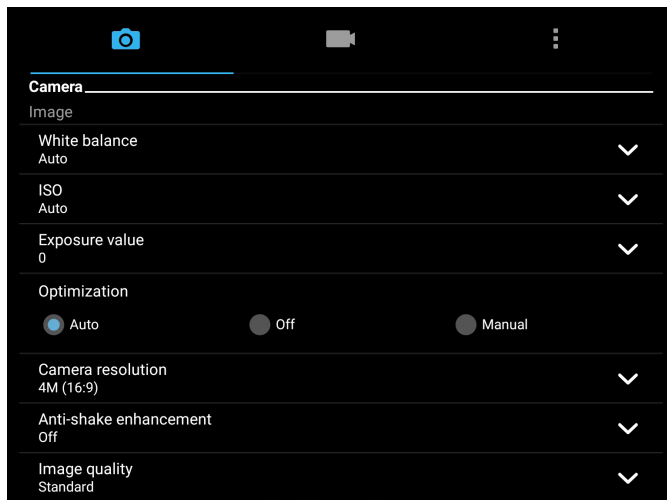 Camera
Image
White balance
Auto
ISO
Auto
Exposure value
0
Optimization
Auto Off Manual
Camera resolution
4M (16:9)
Anti-shake enhancement
Off
Image quality
Standard